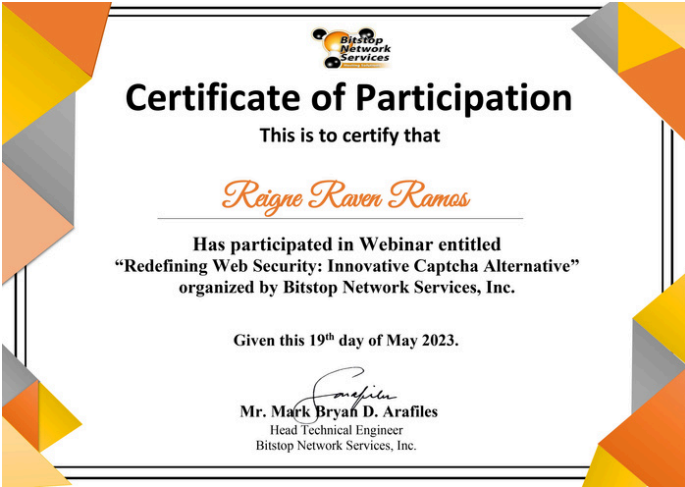 Bitstop
Network
Services
Certificate of Participation
This is to certify that
Reigne Raven Ramos
Has participated in Webinar entitled
“Redefining Web Security: Innovative Captcha Alternative”
organized by Bitstop Network Services, Inc.
Given this 19th day of May 2023.
Arafiles
Mr. Mark Bryan D. Arafiles
Head Technical Engineer
Bitstop Network Services, Inc.